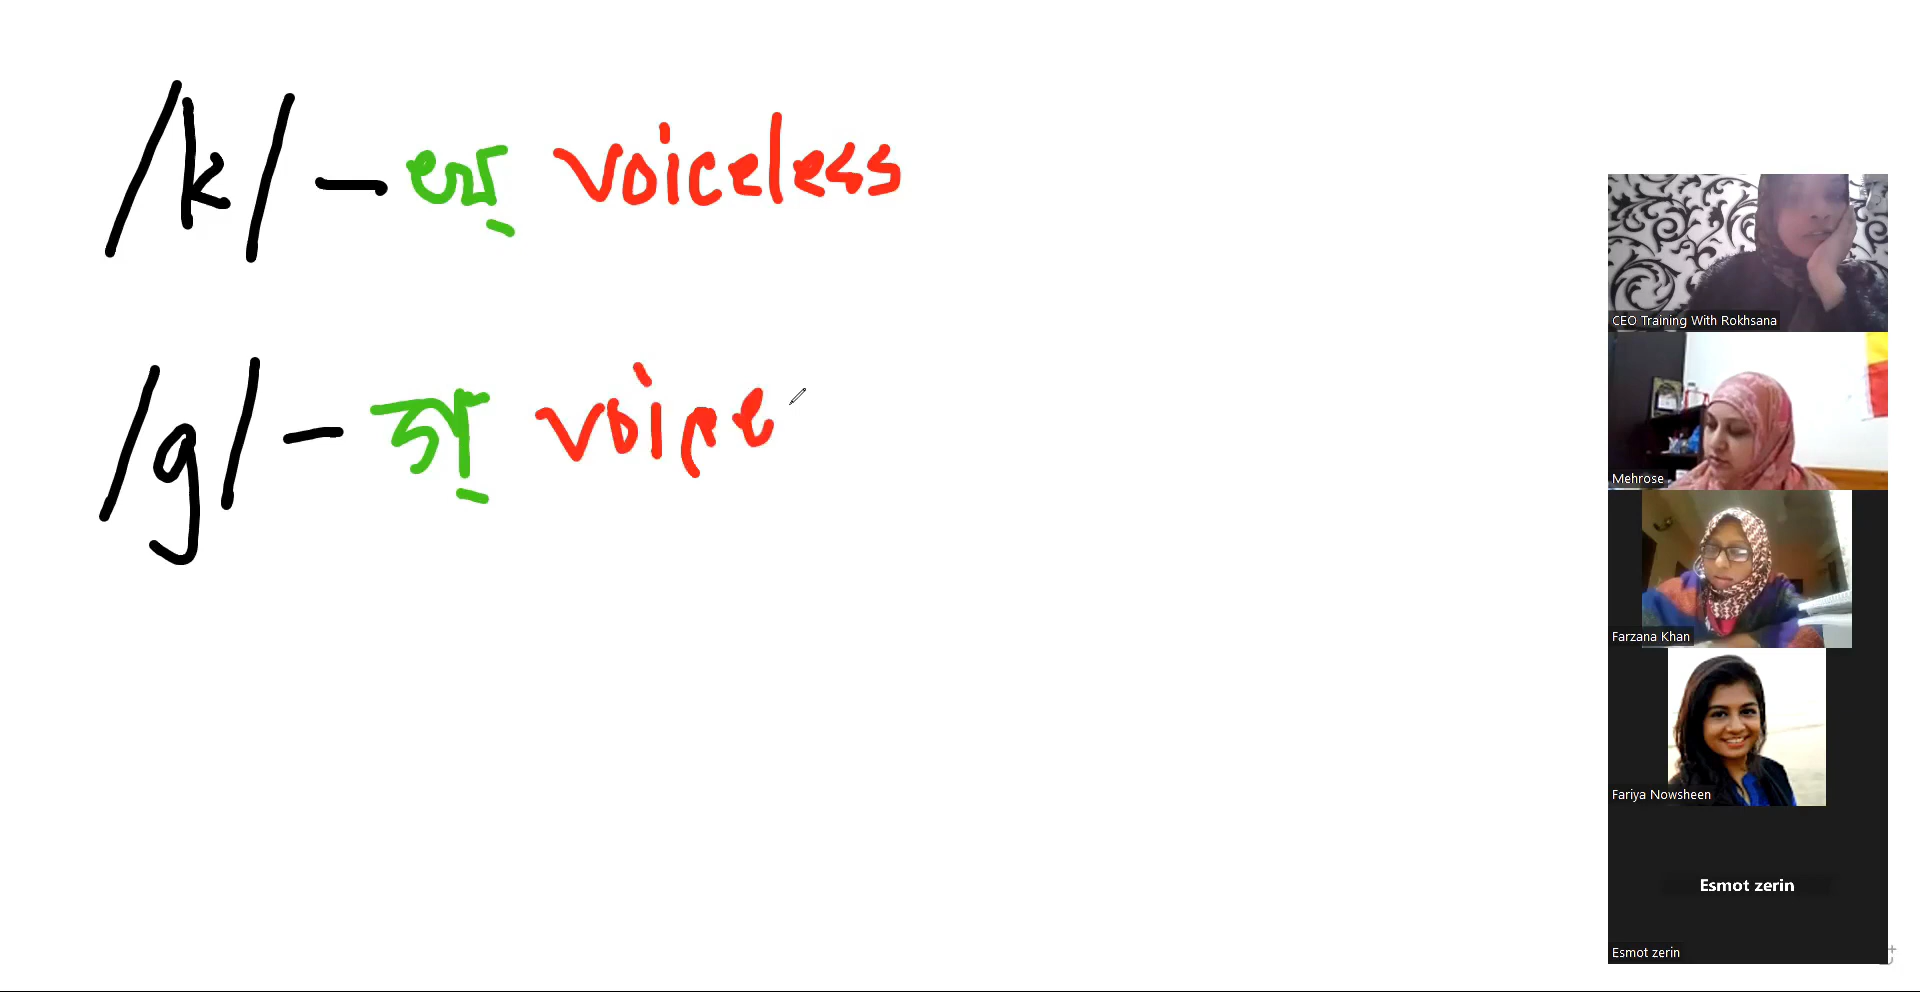 /k/ — খ্ voiceless
/g/ — গ্ voice
CEO Training With Rokhsana
Mehrose
Farzana Khan
Fariya Nowsheen
Esmot zerin
Esmot zerin